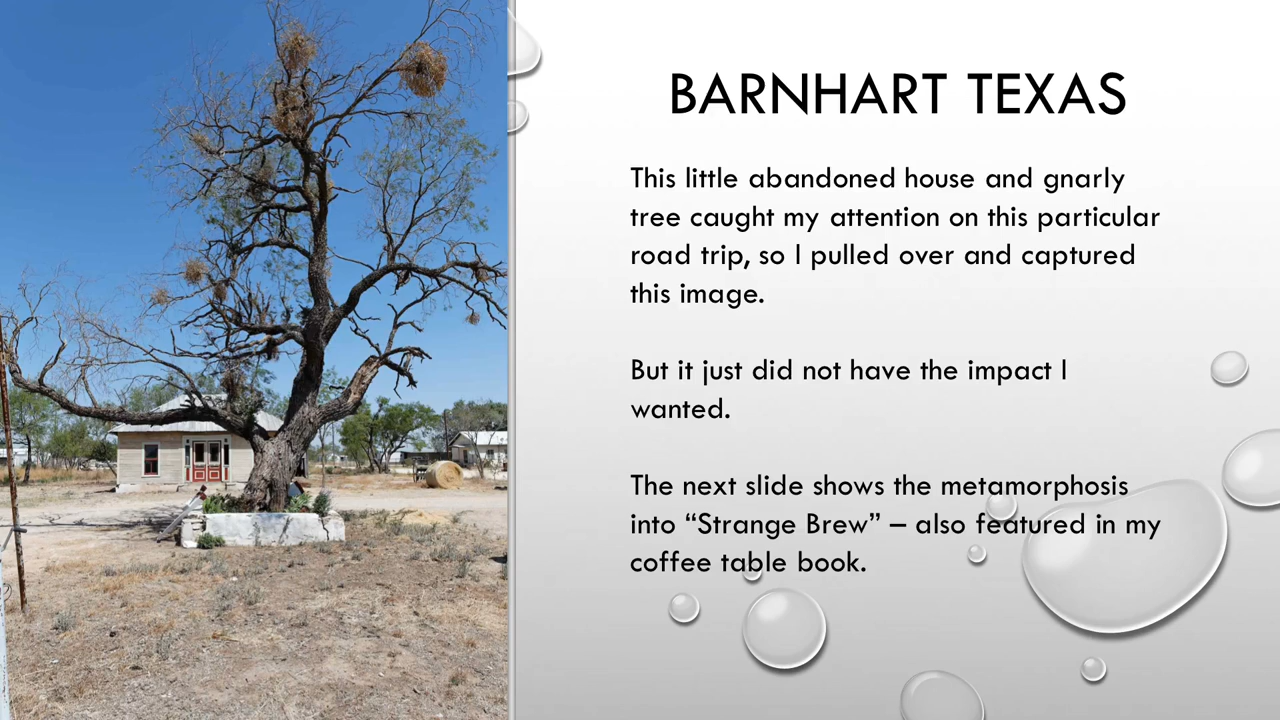 BARNHART TEXAS
This little abandoned house and gnarly
tree caught my attention on this particular
road trip, so I pulled over and captured
this image.
But it just did not have the impact I
wanted.
The next slide shows the metamorphosis
into “Strange Brew” – also featured in my
coffee table book.